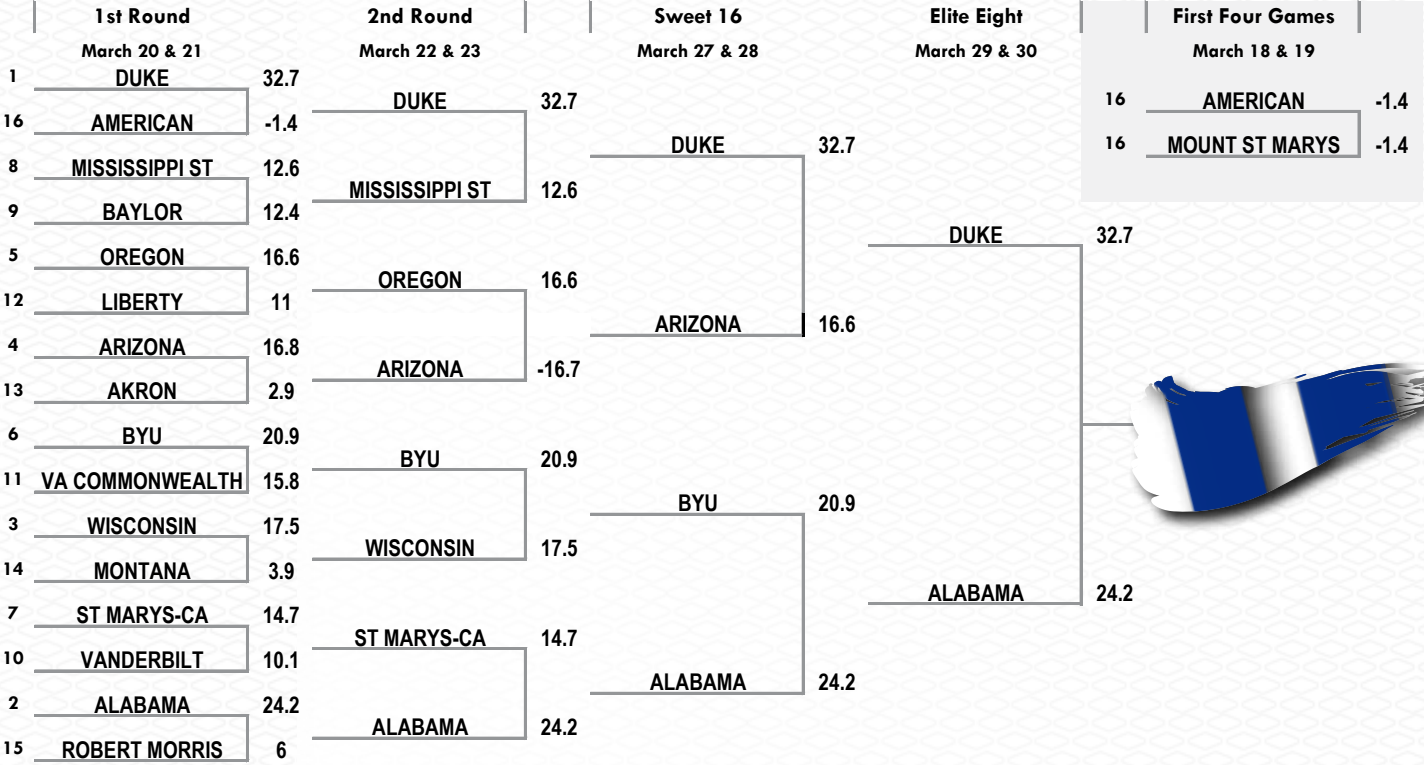 1st Round 2nd Round Sweet 16 Elite Eight First Four Games
March 20 & 21 March 22 & 23 March 27 & 28 March 29 & 30 March 18 & 19
1 DUKE 32.7
DUKE 32.7
16 AMERICAN -1.4
16 AMERICAN -1.4
DUKE 32.7
16 MOUNT ST MARYS -1.4
8 MISSISSIPPI ST 12.6
MISSISSIPPI ST 12.6
9 BAYLOR 12.4
DUKE 32.7
5 OREGON 16.6
OREGON 16.6
12 LIBERTY 11
ARIZONA 16.6
4 ARIZONA 16.8
ARIZONA -16.7
13 AKRON 2.9
6 BYU 20.9
BYU 20.9
11 VA COMMONWEALTH 15.8
BYU 20.9
3 WISCONSIN 17.5
WISCONSIN 17.5
14 MONTANA 3.9
ALABAMA 24.2
7 ST MARYS-CA 14.7
ST MARYS-CA 14.7
10 VANDERBILT 10.1
ALABAMA 24.2
2 ALABAMA 24.2
ALABAMA 24.2
15 ROBERT MORRIS 6